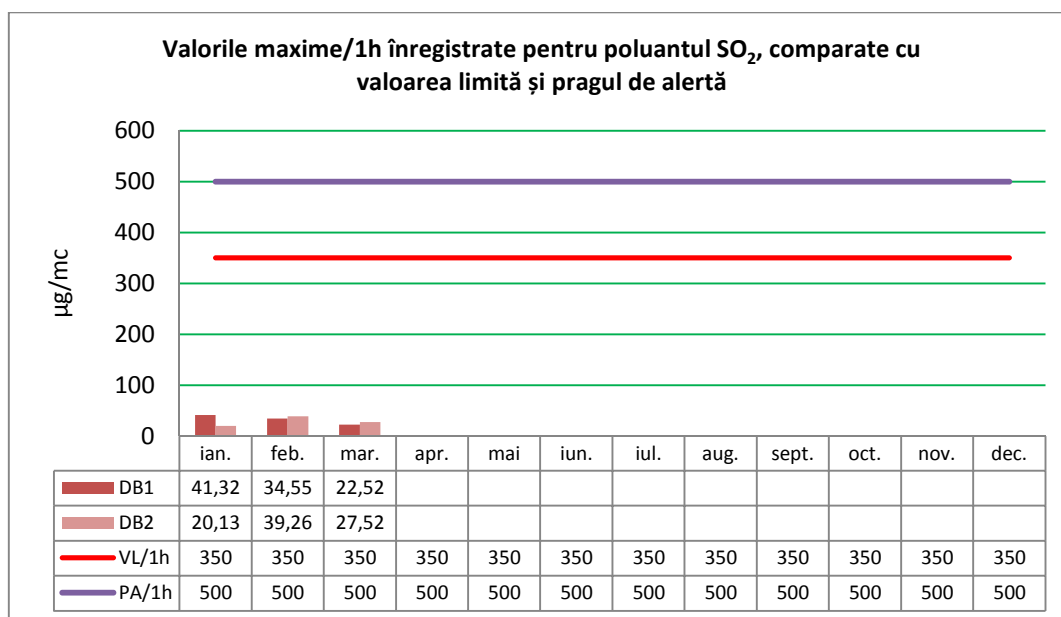 Valorile maxime/1h înregistrate pentru poluantul SO₂, comparate cu
valoarea limită și pragul de alertă
600
500
400
300
200
100
0
µg/mc
ian. feb. mar. apr. mai iun. iul. aug. sept. oct. nov. dec.
DB1 41,32 34,55 22,52
DB2 20,13 39,26 27,52
VL/1h 350 350 350 350 350 350 350 350 350 350 350 350
PA/1h 500 500 500 500 500 500 500 500 500 500 500 500